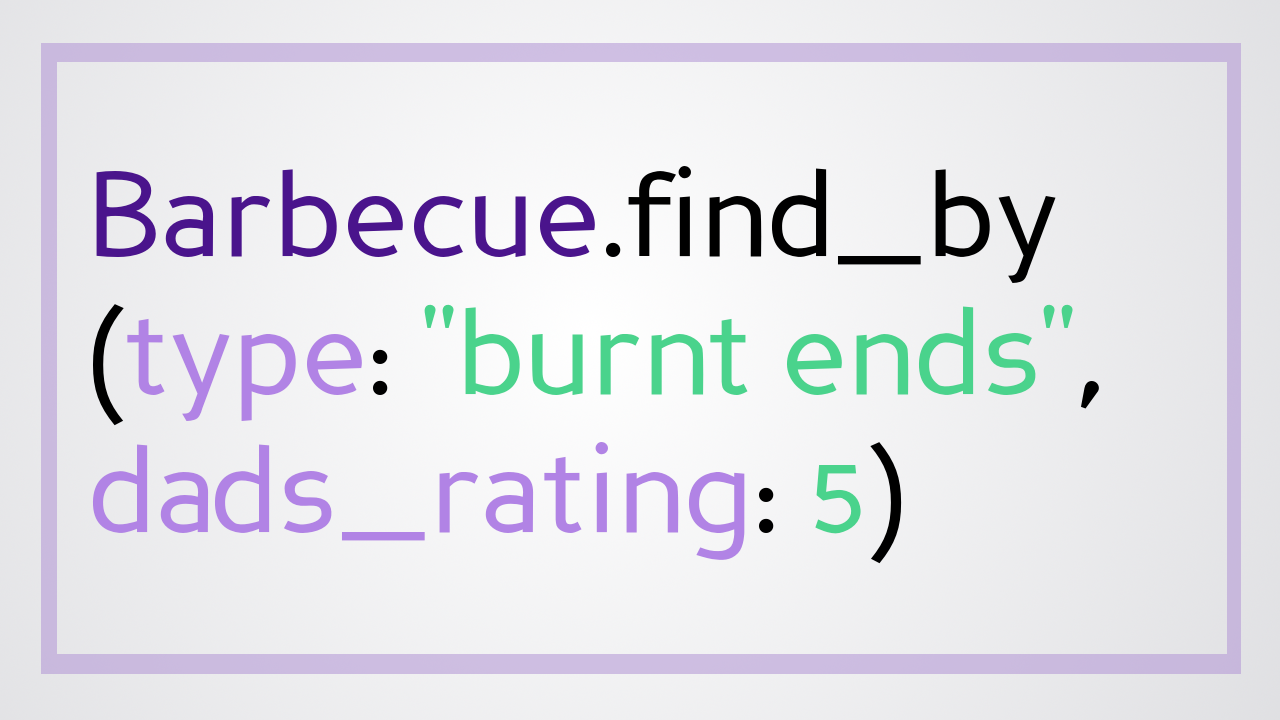 Barbecue.find_by
(type: "burnt ends",
dads_rating: 5)